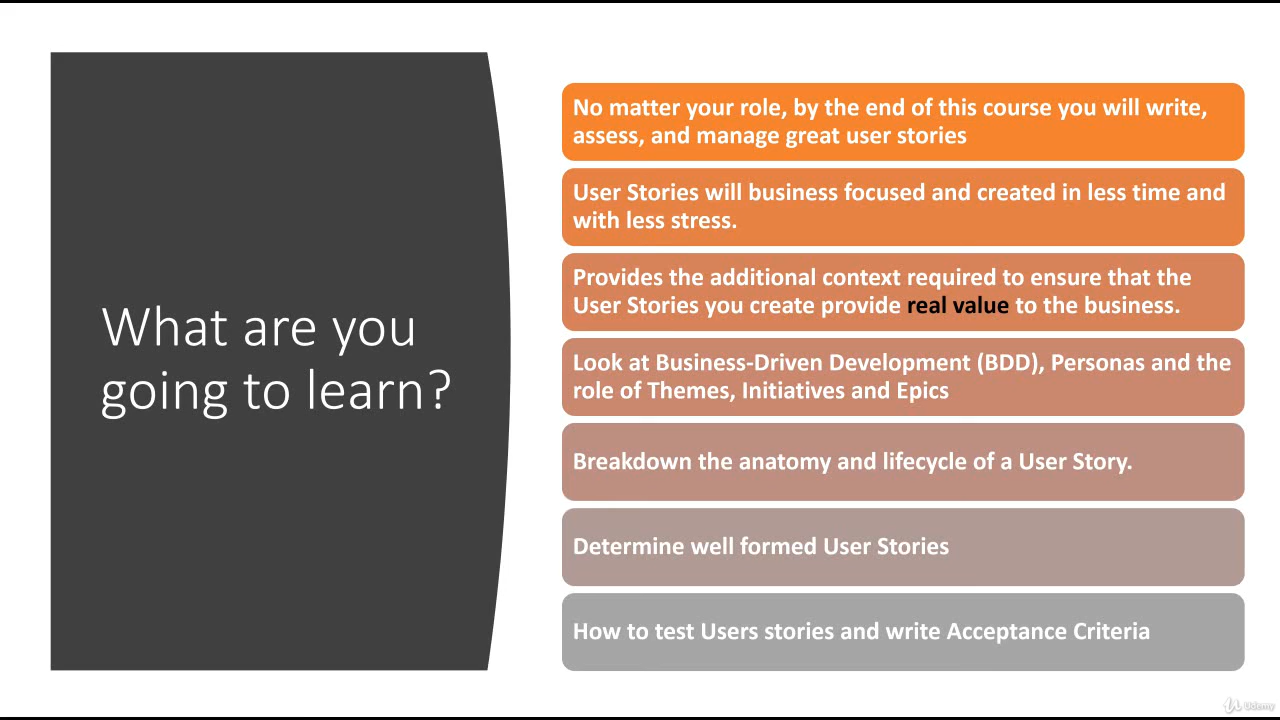 What are you
going to learn?
No matter your role, by the end of this course you will write,
assess, and manage great user stories
User Stories will business focused and created in less time and
with less stress.
Provides the additional context required to ensure that the
User Stories you create provide real value to the business.
Look at Business-Driven Development (BDD), Personas and the
role of Themes, Initiatives and Epics
Breakdown the anatomy and lifecycle of a User Story.
Determine well formed User Stories
How to test Users stories and write Acceptance Criteria
Udemy